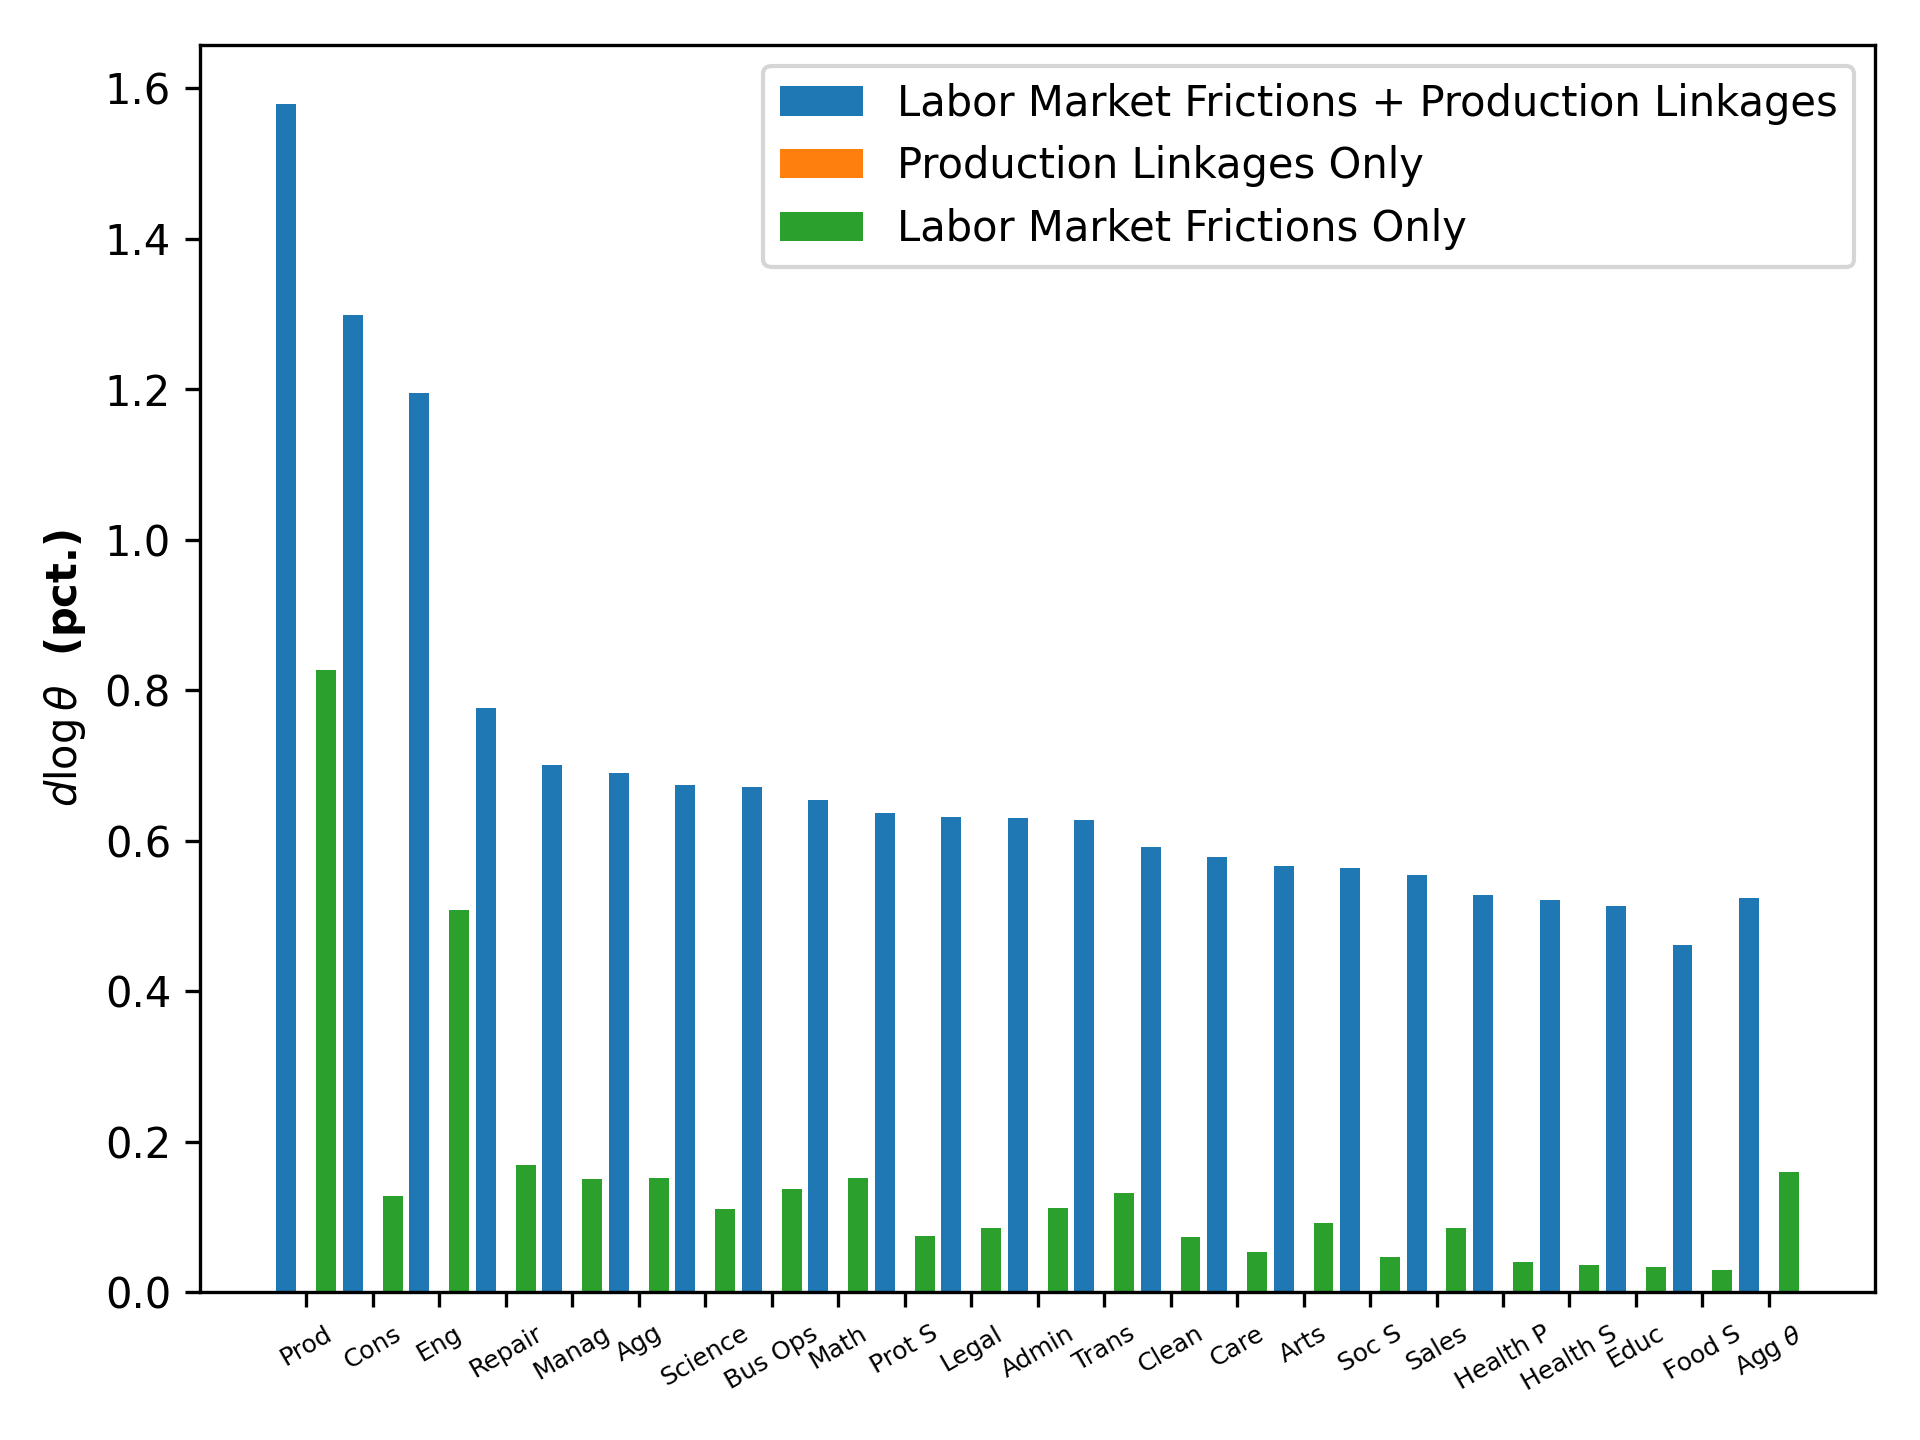 Labor Market Frictions + Production Linkages
Production Linkages Only
Labor Market Frictions Only
1.6
1.4
1.2
1.0
0.8
0.6
0.4
0.2
0.0
dlog θ (pct.)
Prod
Cons
Eng
Repair
Manag
Agg
Science
Bus Ops
Math
Prot S
Legal
Admin
Trans
Clean
Care
Arts
Soc S
Sales
Health P
Health S
Educ
Food S
Agg θ